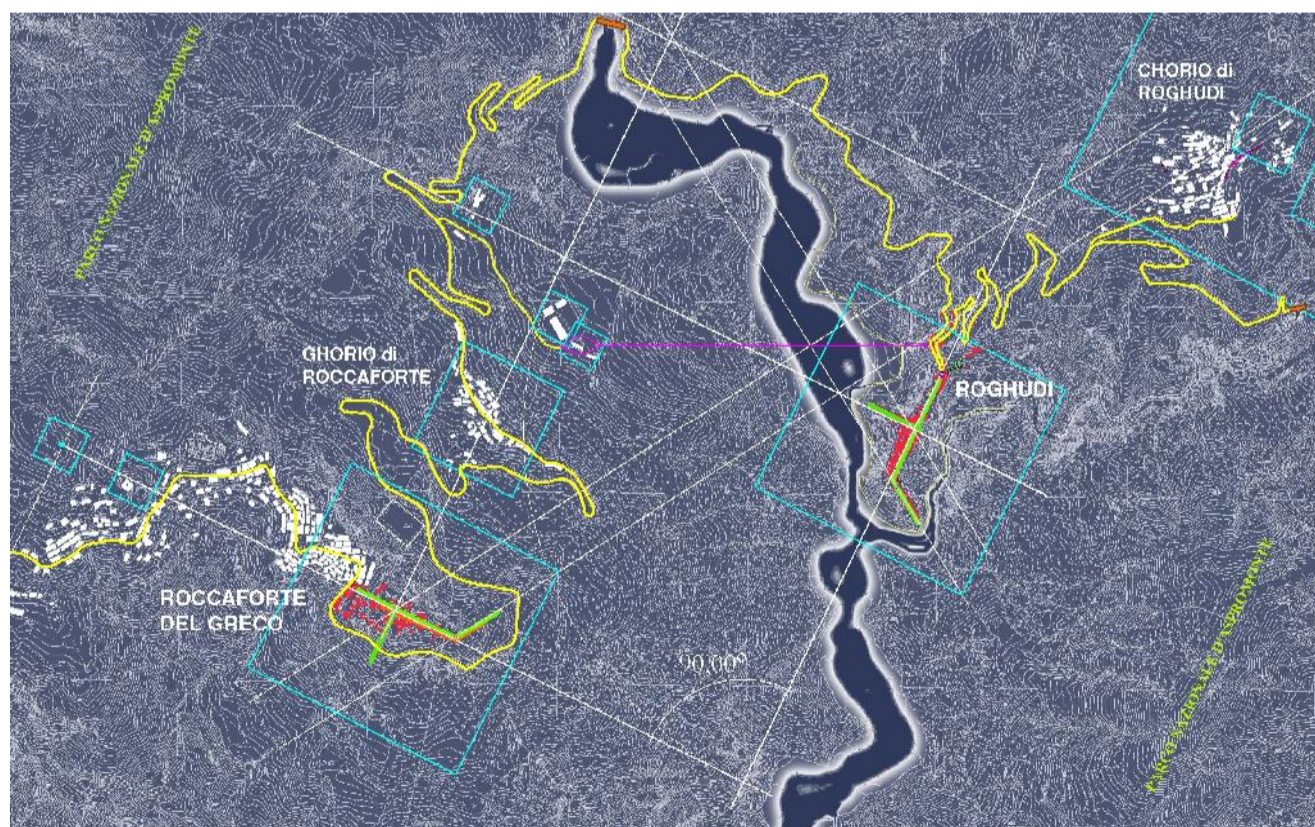 PARCO NAZIONALE D'ASPROMONTE
CHORIO di
ROGHUDI
GHORIO di
ROCCAFORTE
ROGHUDI
ROCCAFORTE
DEL GRECO
90.00°
PARCO NAZIONALE D'ASPROMONTE